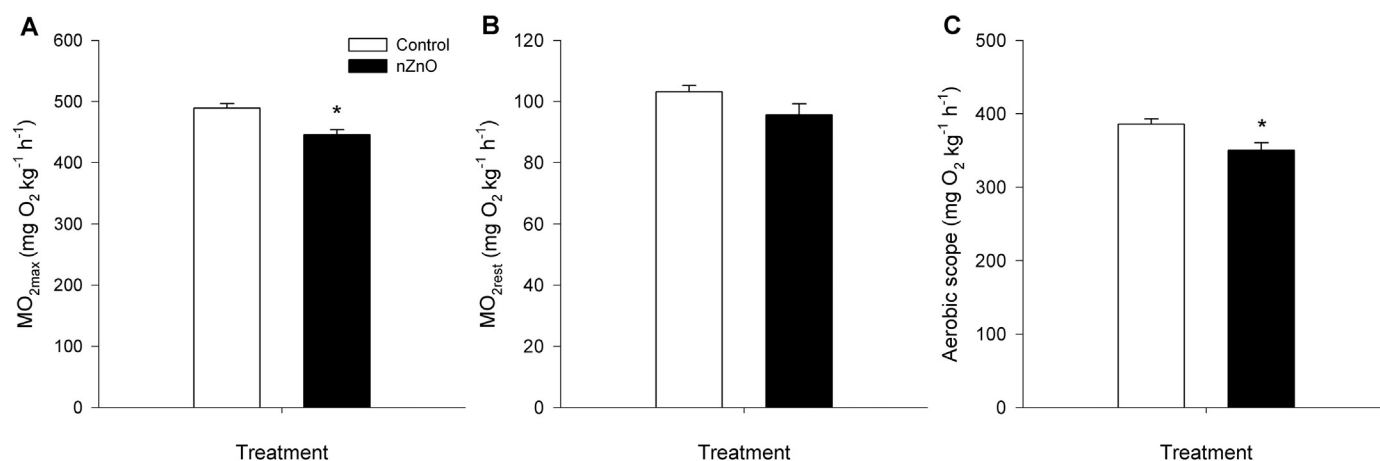 A
MO2max (mg O2 kg-1 h-1)
600
500
400
300
200
100
0
Control
nZnO
*
Treatment
B
MO2rest (mg O2 kg-1 h-1)
120
100
80
60
40
20
0
Treatment
C
Aerobic scope (mg O2 kg-1 h-1)
500
400
300
200
100
0
*
Treatment